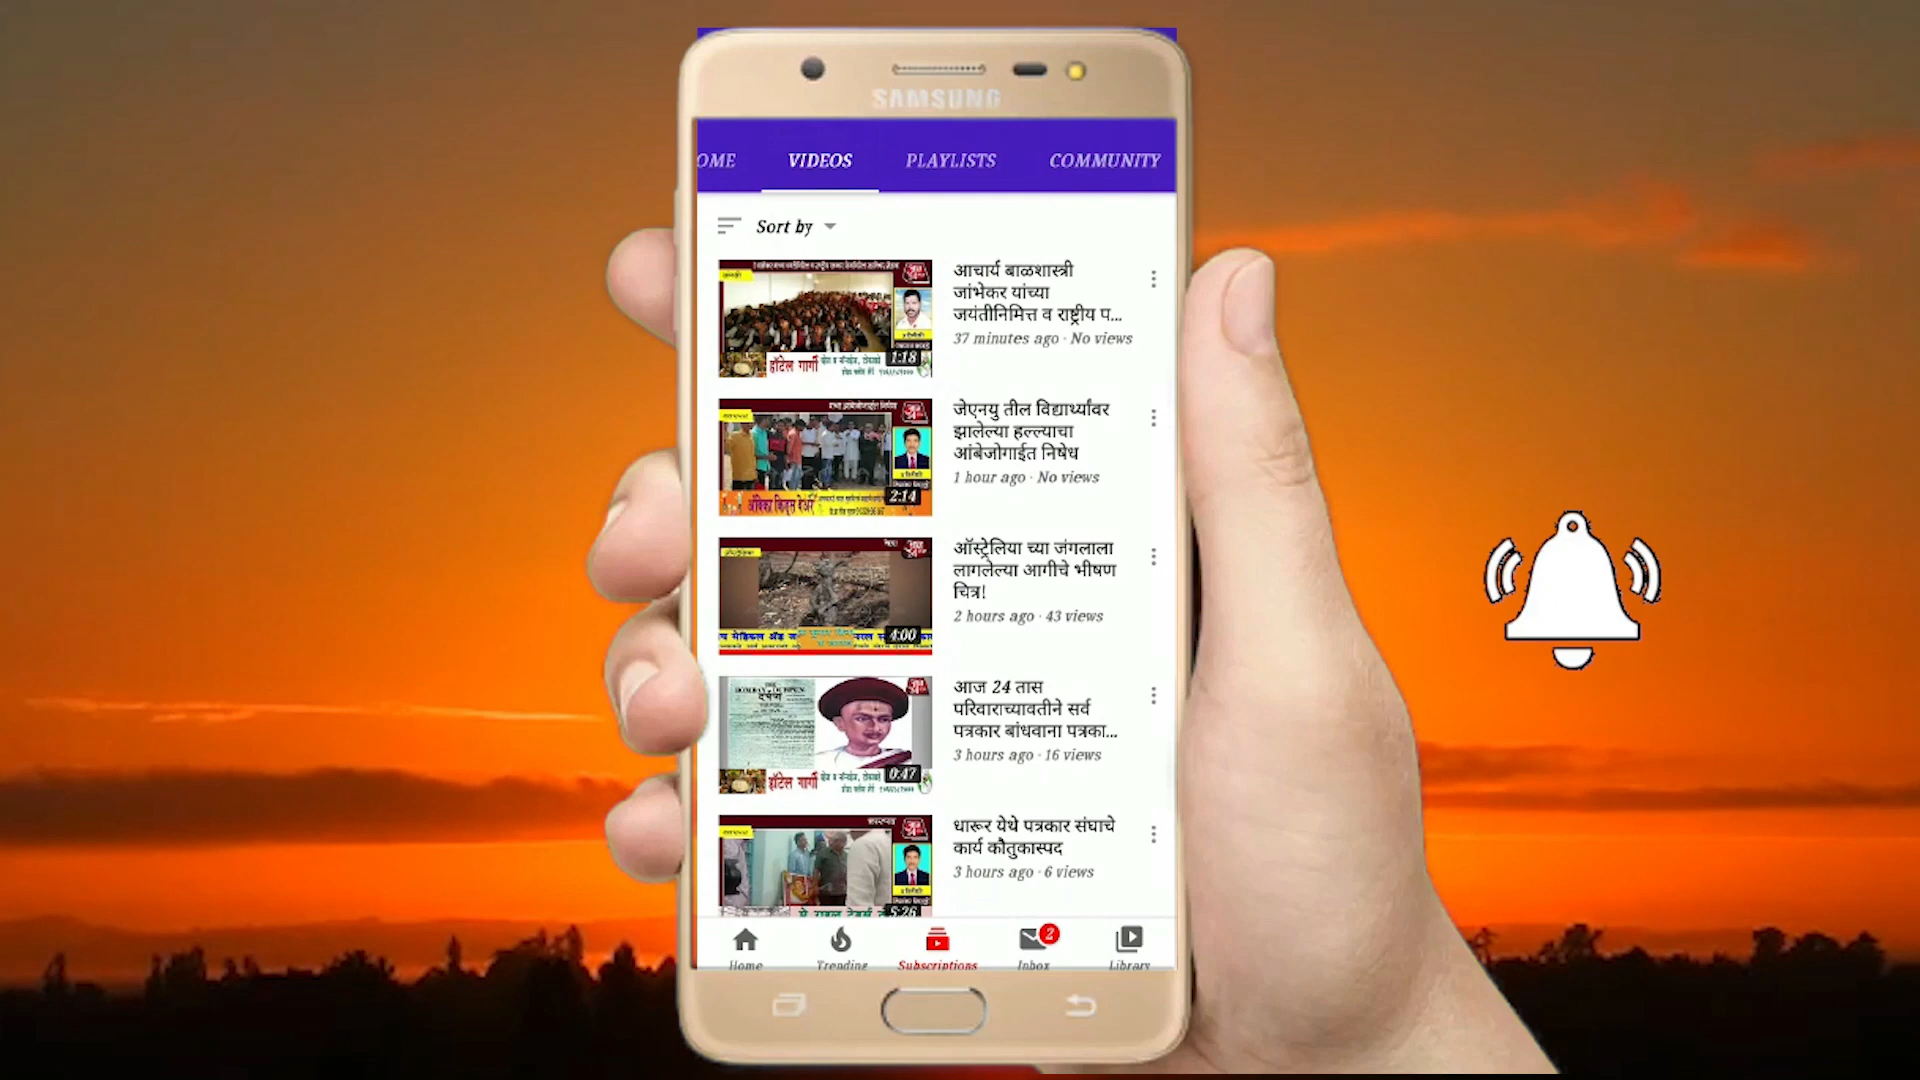 SAMSUNG
OME VIDEOS PLAYLISTS COMMUNITY
Sort by
आचार्य बाळशास्त्री
जांभेकर यांच्या
जयंतीनिमित्त व राष्ट्रीय प...
37 minutes ago · No views
हॉटेल गार्गी
1:18
जेएनयु तील विद्यार्थ्यांवर
झालेल्या हल्ल्याचा
आंबेजोगाईत निषेध
1 hour ago · No views
अंबिका किड्स वेअर
2:14
ऑस्ट्रेलिया च्या जंगलाला
लागलेल्या आगीचे भीषण
चित्र!
2 hours ago · 43 views
4:00
आज 24 तास
परिवाराच्यावतीने सर्व
पत्रकार बांधवाना पत्रका...
3 hours ago · 16 views
हॉटेल गार्गी
0:47
धारूर येथे पत्रकार संघाचे
कार्य कौतुकास्पद
3 hours ago · 6 views
5:26
2
Home Trending Subscriptions Inbox Library